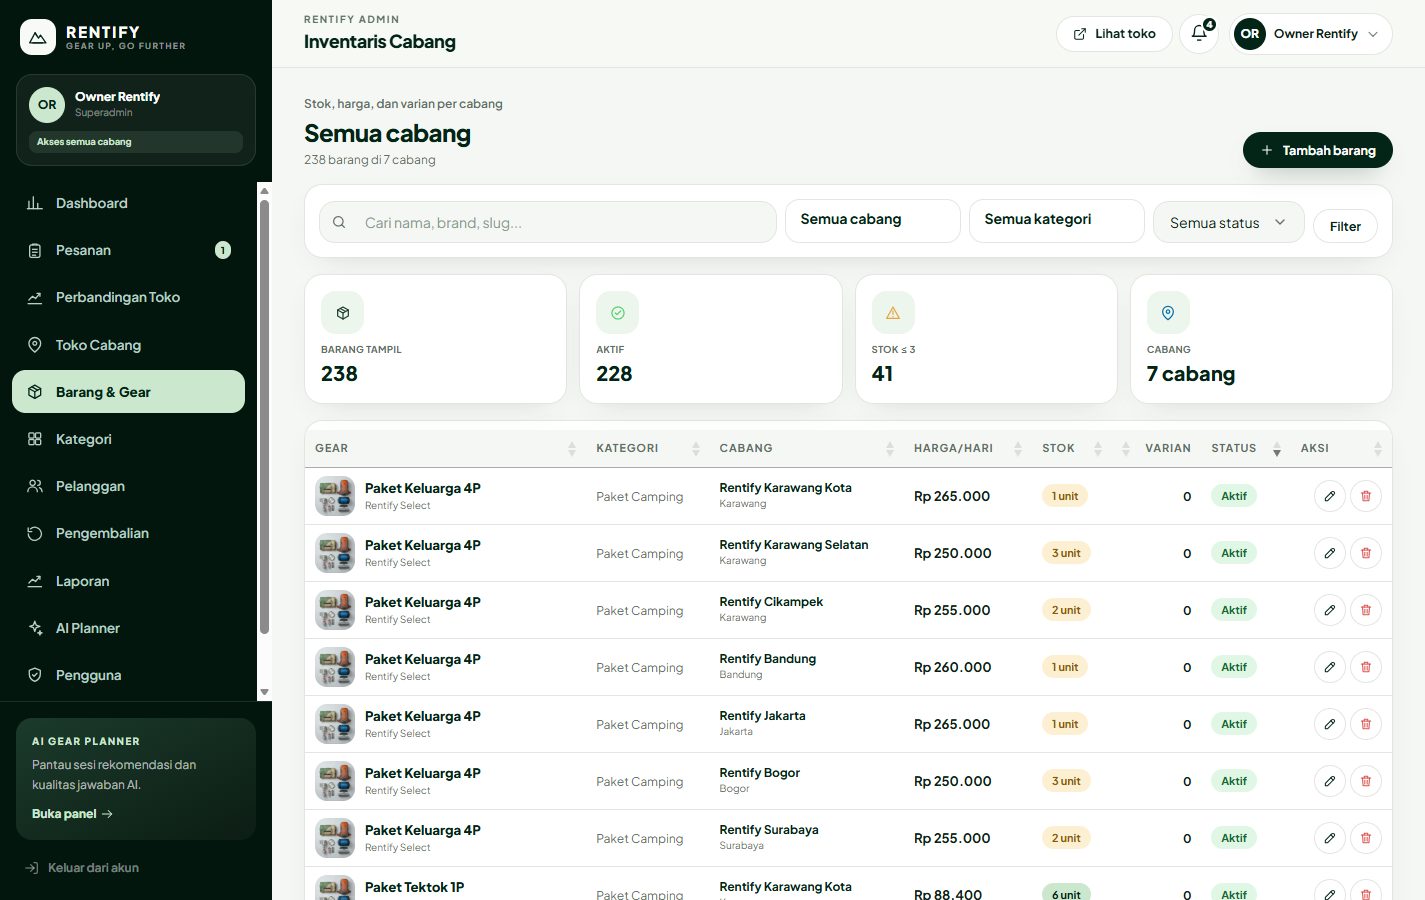 RENTIFY
GEAR UP, GO FURTHER
OR
Owner Rentify
Superadmin
Akses semua cabang
Dashboard
Pesanan 1
Perbandingan Toko
Toko Cabang
Barang & Gear
Kategori
Pelanggan
Pengembalian
Laporan
AI Planner
Pengguna
AI GEAR PLANNER
Pantau sesi rekomendasi dan
kualitas jawaban AI.
Buka panel →
Keluar dari akun
RENTIFY ADMIN
Inventaris Cabang
Lihat toko 4 OR Owner Rentify
Stok, harga, dan varian per cabang
Semua cabang
238 barang di 7 cabang
+ Tambah barang
Cari nama, brand, slug... Semua cabang Semua kategori Semua status Filter
BARANG TAMPIL
238
AKTIF
228
STOK ≤ 3
41
CABANG
7 cabang
GEAR KATEGORI CABANG HARGA/HARI STOK VARIAN STATUS AKSI
Paket Keluarga 4P Paket Camping Rentify Karawang Kota Rp 265.000 1 unit 0 Aktif
Rentify Select Karawang
Paket Keluarga 4P Paket Camping Rentify Karawang Selatan Rp 250.000 3 unit 0 Aktif
Rentify Select Karawang
Paket Keluarga 4P Paket Camping Rentify Cikampek Rp 255.000 2 unit 0 Aktif
Rentify Select Karawang
Paket Keluarga 4P Paket Camping Rentify Bandung Rp 260.000 1 unit 0 Aktif
Rentify Select Bandung
Paket Keluarga 4P Paket Camping Rentify Jakarta Rp 265.000 1 unit 0 Aktif
Rentify Select Jakarta
Paket Keluarga 4P Paket Camping Rentify Bogor Rp 250.000 3 unit 0 Aktif
Rentify Select Bogor
Paket Keluarga 4P Paket Camping Rentify Surabaya Rp 255.000 2 unit 0 Aktif
Rentify Select Surabaya
Paket Tektok 1P Paket Camping Rentify Karawang Kota Rp 88.400 6 unit 0 Aktif